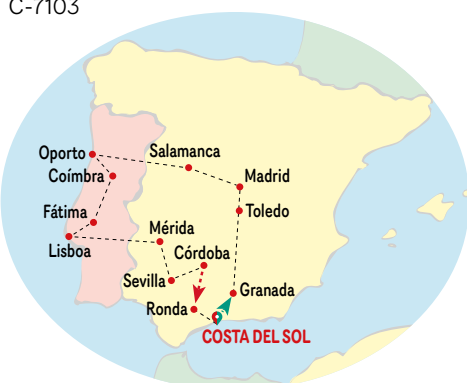 C-7103
Oporto
Salamanca
Coímbra
Madrid
Toledo
Fátima
Mérida
Lisboa
Córdoba
Sevilla
Granada
Ronda
COSTA DEL SOL